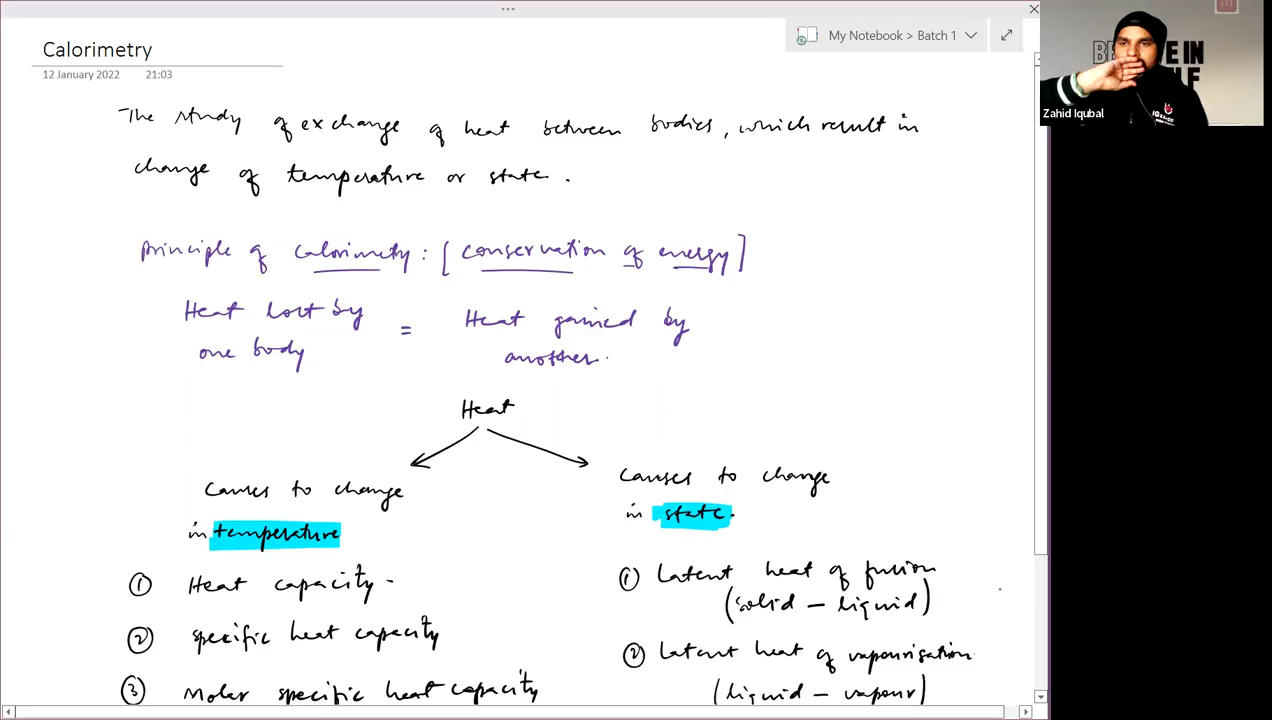 Calorimetry
My Notebook > Batch 1
12 January 2022 21:03
Zahid Iqubal
The study of exchange of heat between bodies, which result in
change of temperature or state.
Principle of calorimetry: [conservation of energy]
Heat lost by
one body
=
Heat gained by
another.
Heat
causes to change
in temperature
① Heat capacity -
② specific heat capacity
③ Molar specific heat capacity
causes to change
in state.
① Latent heat of fusion
(solid - liquid)
② Latent heat of vapourisation
(liquid - vapour)